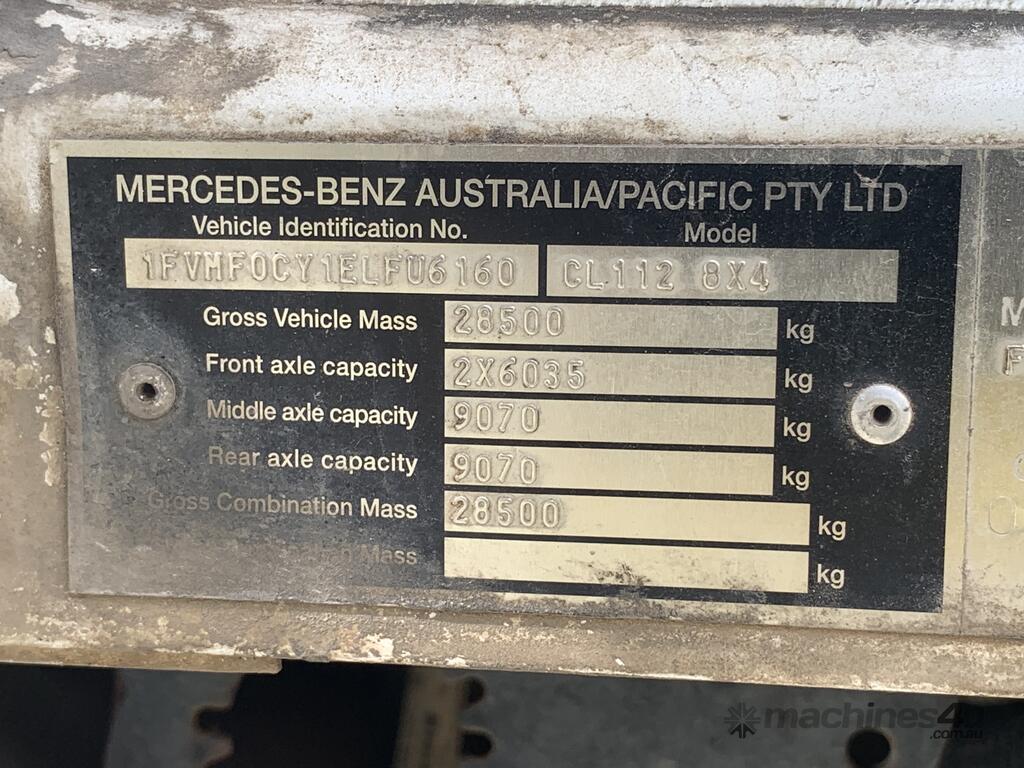 MERCEDES-BENZ AUSTRALIA/PACIFIC PTY LTD
Vehicle Identification No. Model
1FVMF0CY1ELFU6160 CL112 8X4
Gross Vehicle Mass 28500 kg
Front axle capacity 2X6035 kg
Middle axle capacity 9070 kg
Rear axle capacity 9070 kg
Gross Combination Mass 28500 kg
Mass kg
machines4u
.com.au